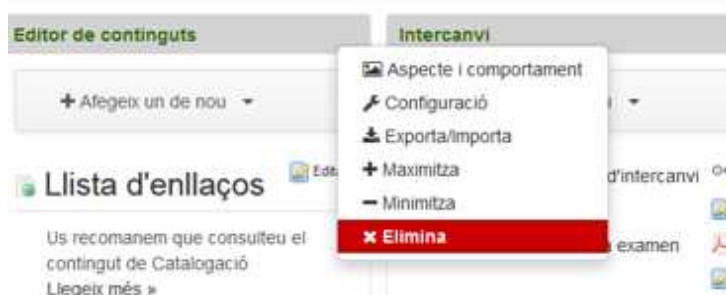 Editor de continguts
Intercanvi
Afegeix un de nou
Aspecte i comportament
Configuració
Exporta/Importa
Maximitza
Minimitza
Elimina
Llista d'enllaços
Us recomanem que consulteu el
contingut de Catalogació
Llegeix més »
d'intercanvi
examen